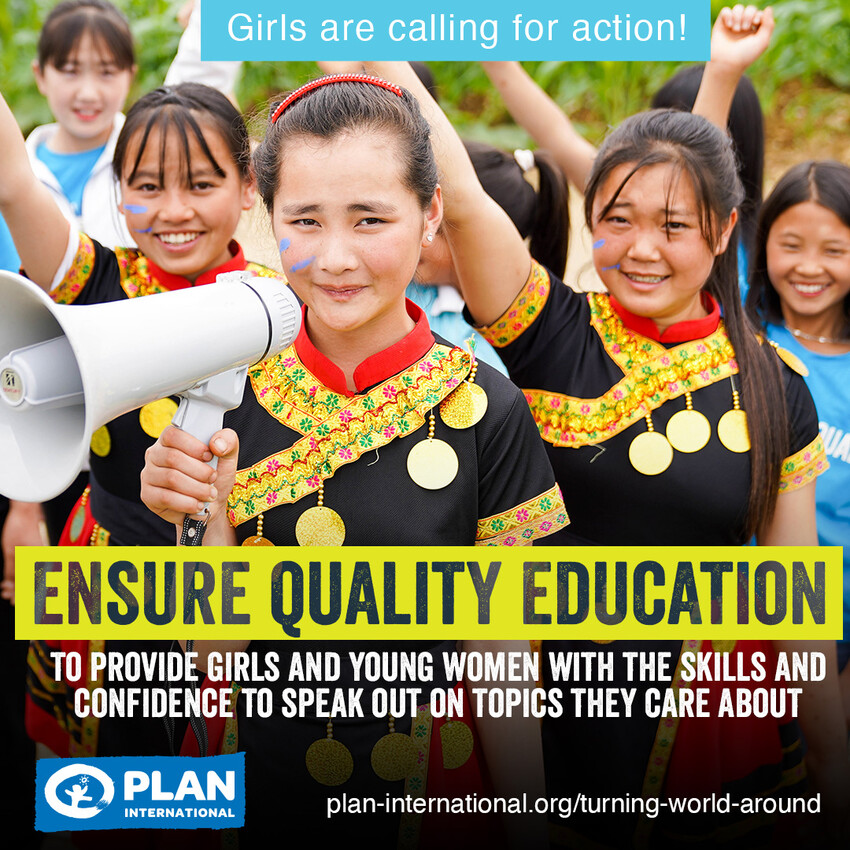 Girls are calling for action!
ENSURE QUALITY EDUCATION
TO PROVIDE GIRLS AND YOUNG WOMEN WITH THE SKILLS AND
CONFIDENCE TO SPEAK OUT ON TOPICS THEY CARE ABOUT
PLAN
INTERNATIONAL
plan-international.org/turning-world-around